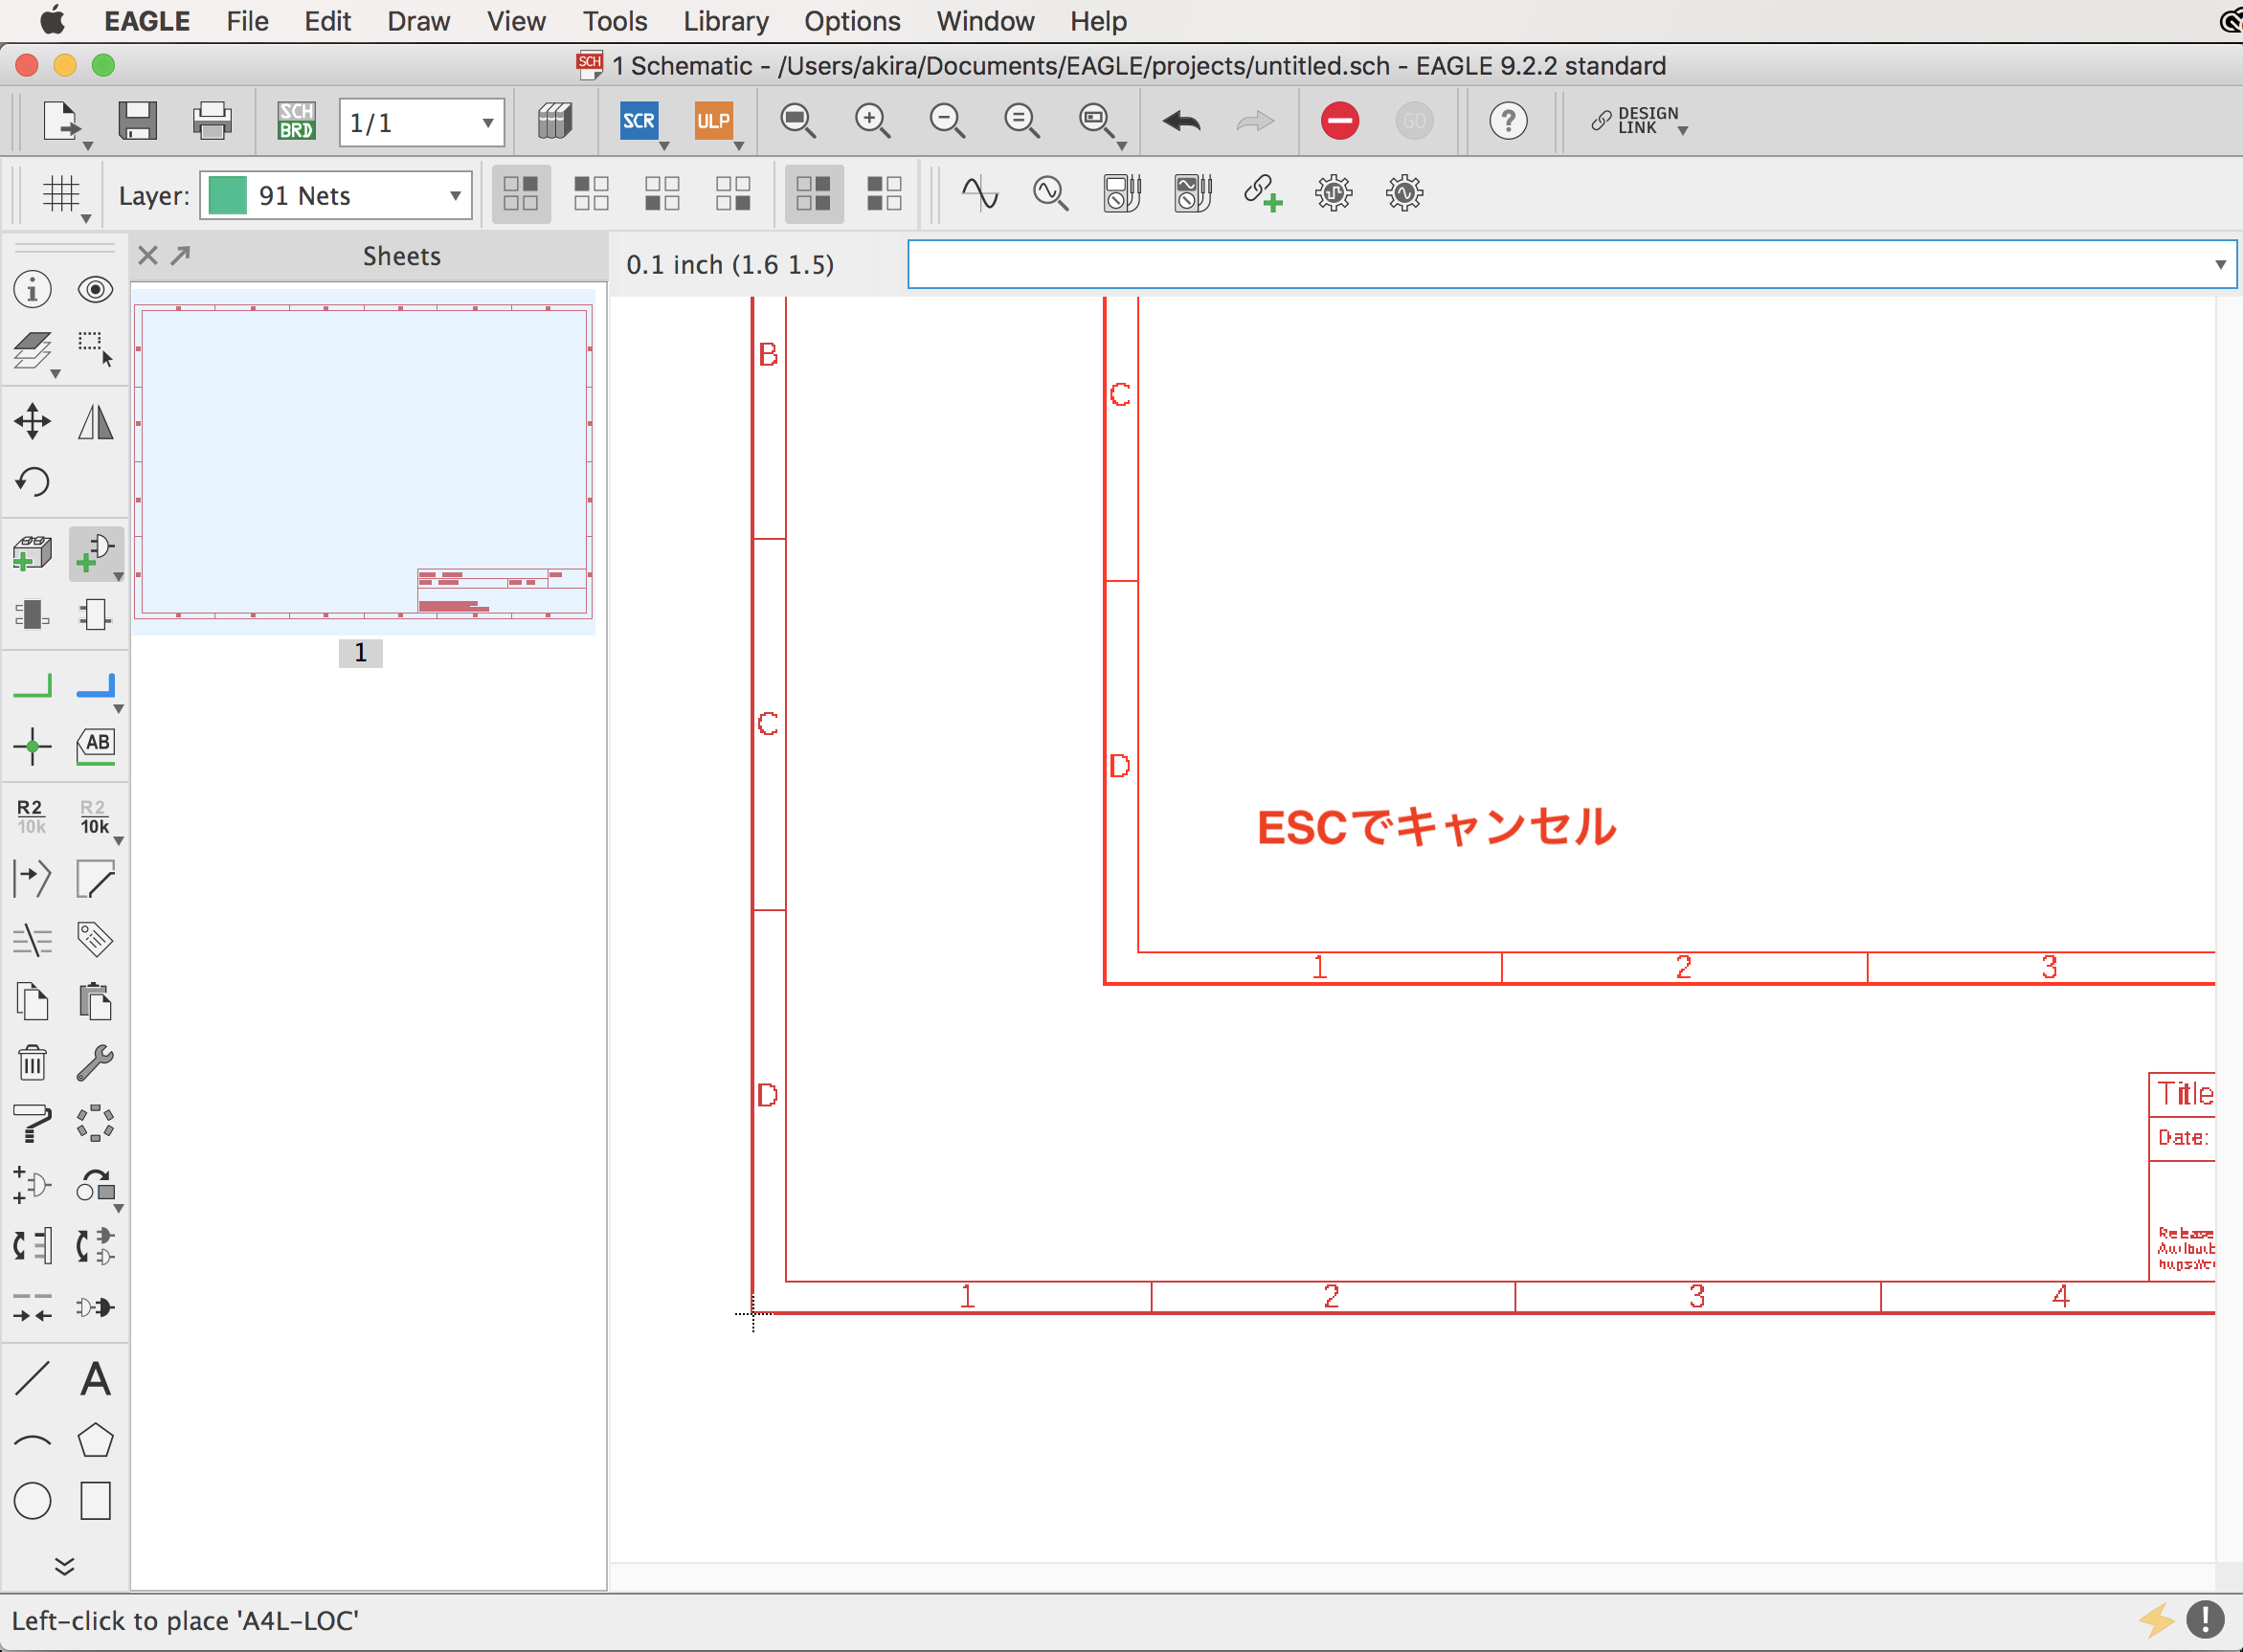 EAGLE File Edit Draw View Tools Library Options Window Help
SCH 1 Schematic - /Users/akira/Documents/EAGLE/projects/untitled.sch - EAGLE 9.2.2 standard
SCH BRD 1/1 SCR ULP GO ? DESIGN LINK
Layer: 91 Nets
Sheets
0.1 inch (1.6 1.5)
1
B
C
C
D
D
ESCでキャンセル
1 2 3
Title
Date:
1 2 3 4
AB
R2 10k R2 10k
A
Left-click to place 'A4L-LOC'